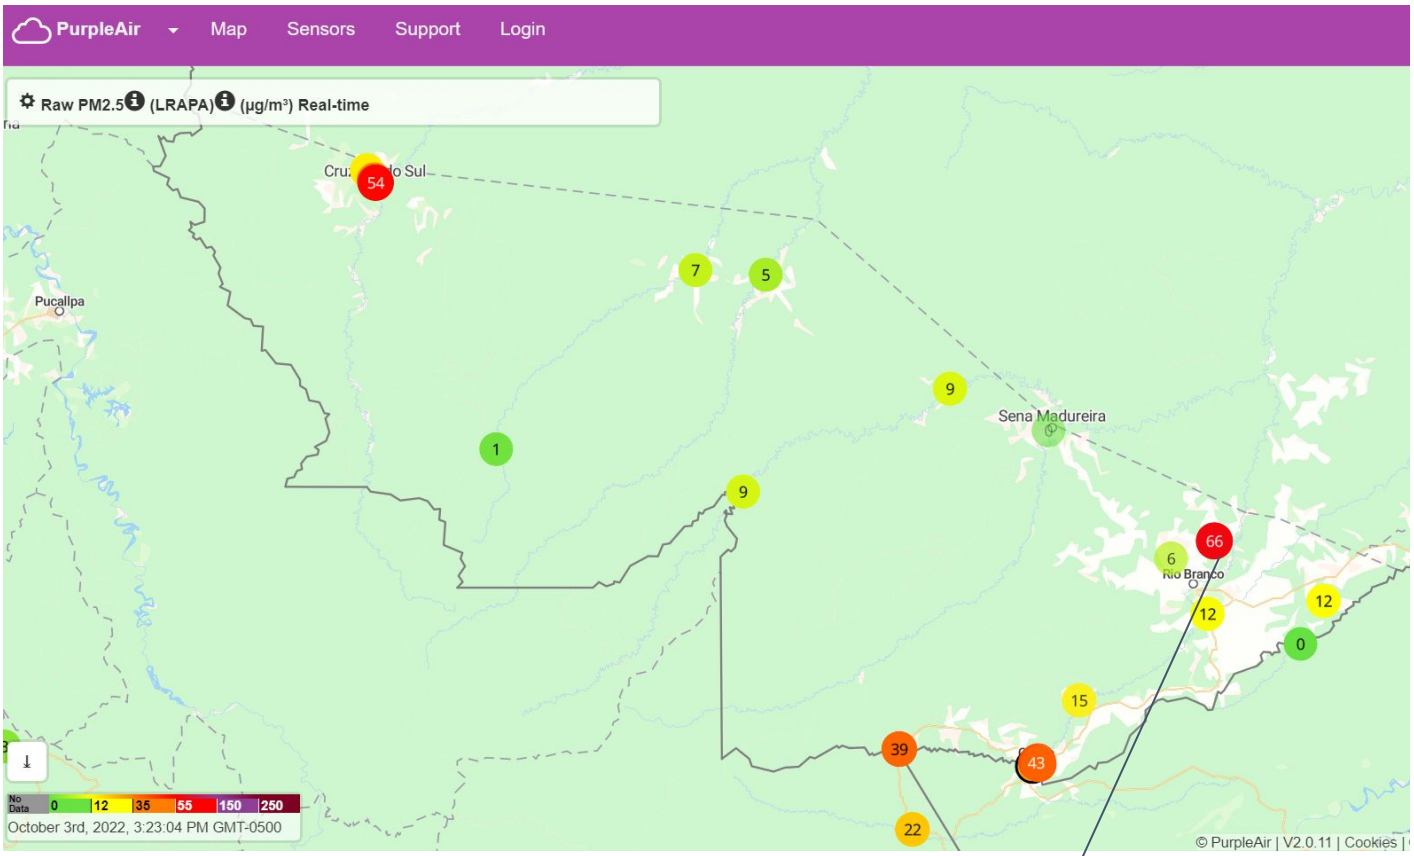 PurpleAir Map Sensors Support Login
Raw PM2.5 (LRAPA) (µg/m³) Real-time
54
do Sul
7
5
Pucallpa
9
Sena Madureira
0
1
9
66
6
Rio Branco
12
12
0
15
39
43
22
No Data 0 12 35 55 150 250
October 3rd, 2022, 3:23:04 PM GMT-0500
© PurpleAir | V2.0.11 | Cookies |